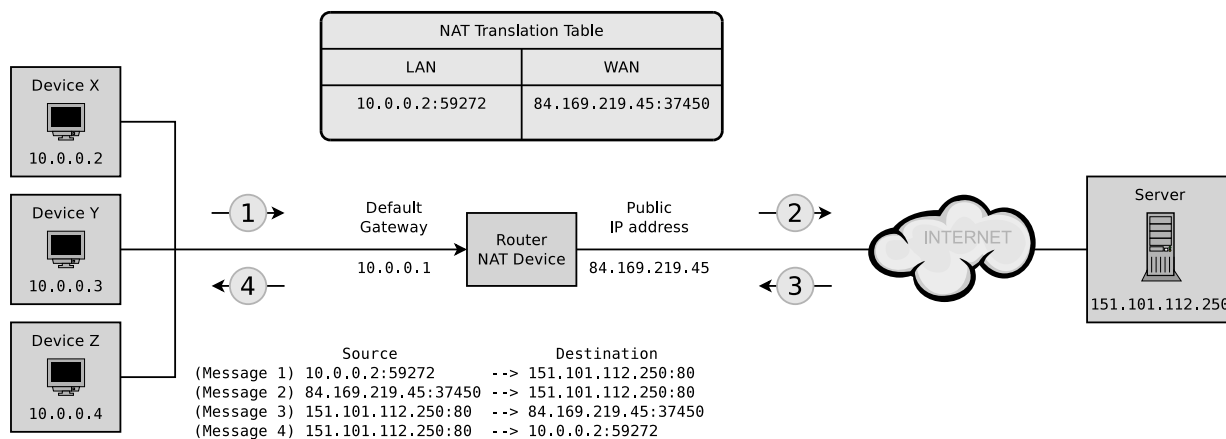 NAT Translation Table
LAN WAN
10.0.0.2:59272 84.169.219.45:37450
Device X
10.0.0.2
Device Y
10.0.0.3
Device Z
10.0.0.4
1
4
Default
Gateway
10.0.0.1
Router
NAT Device
Public
IP address
84.169.219.45
2
3
INTERNET
Server
151.101.112.250
Source Destination
(Message 1) 10.0.0.2:59272 --> 151.101.112.250:80
(Message 2) 84.169.219.45:37450 --> 151.101.112.250:80
(Message 3) 151.101.112.250:80 --> 84.169.219.45:37450
(Message 4) 151.101.112.250:80 --> 10.0.0.2:59272